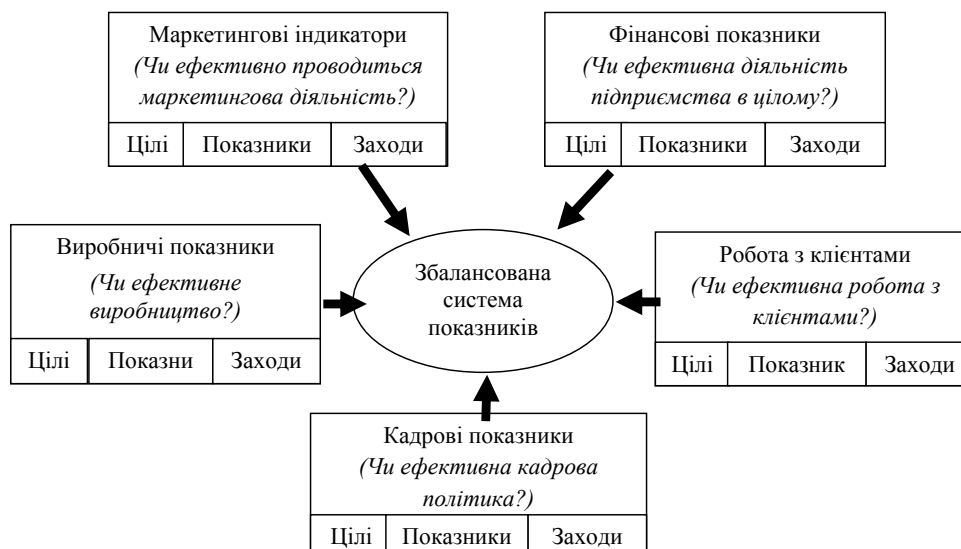 Маркетингові індикатори
(Чи ефективно проводиться
маркетингова діяльність?)
Цілі Показники Заходи
Фінансові показники
(Чи ефективна діяльність
підприємства в цілому?)
Цілі Показники Заходи
Виробничі показники
(Чи ефективне
виробництво?)
Цілі Показни Заходи
Збалансована
система
показників
Робота з клієнтами
(Чи ефективна робота з
клієнтами?)
Цілі Показник Заходи
Кадрові показники
(Чи ефективна кадрова
політика?)
Цілі Показники Заходи